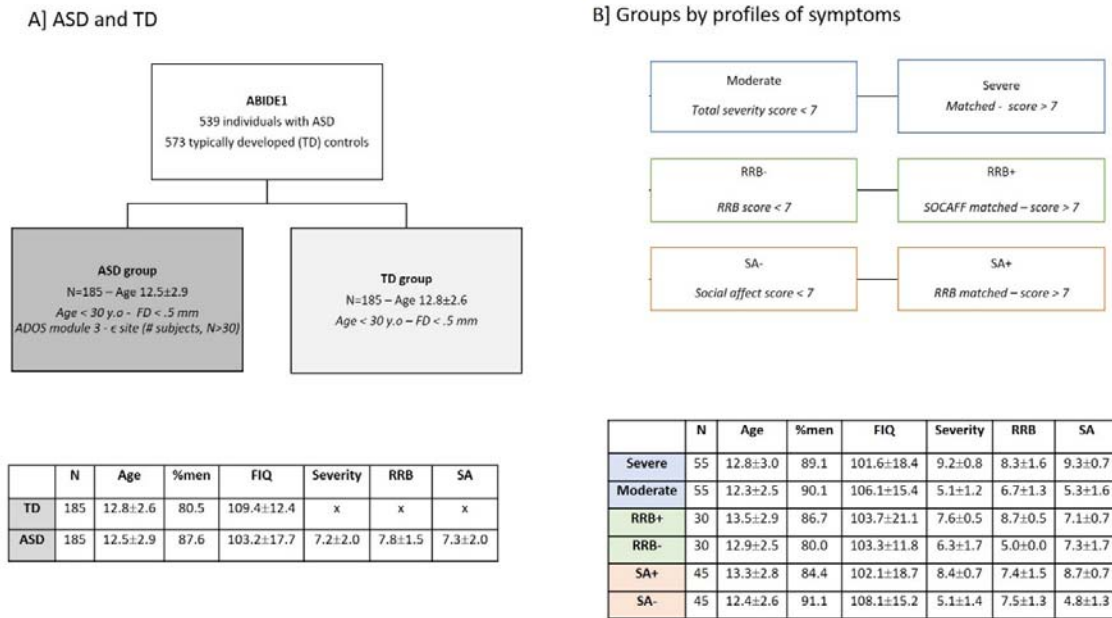 A] ASD and TD
ABIDE1
539 individuals with ASD
573 typically developed (TD) controls
ASD group
N=185 – Age 12.5±2.9
Age < 30 y.o - FD < .5 mm
ADOS module 3 - ϵ site (# subjects, N>30)
TD group
N=185 – Age 12.8±2.6
Age < 30 y.o – FD < .5 mm
N Age %men FIQ Severity RRB SA
TD 185 12.8±2.6 80.5 109.4±12.4 x x x
ASD 185 12.5±2.9 87.6 103.2±17.7 7.2±2.0 7.8±1.5 7.3±2.0
B] Groups by profiles of symptoms
Moderate
Total severity score < 7
Severe
Matched - score > 7
RRB-
RRB score < 7
RRB+
SOCAFF matched – score > 7
SA-
Social affect score < 7
SA+
RRB matched – score > 7
N Age %men FIQ Severity RRB SA
Severe 55 12.8±3.0 89.1 101.6±18.4 9.2±0.8 8.3±1.6 9.3±0.7
Moderate 55 12.3±2.5 90.1 106.1±15.4 5.1±1.2 6.7±1.3 5.3±1.6
RRB+ 30 13.5±2.9 86.7 103.7±21.1 7.6±0.5 8.7±0.5 7.1±0.7
RRB- 30 12.9±2.5 80.0 103.3±11.8 6.3±1.7 5.0±0.0 7.3±1.7
SA+ 45 13.3±2.8 84.4 102.1±18.7 8.4±0.7 7.4±1.5 8.7±0.7
SA- 45 12.4±2.6 91.1 108.1±15.2 5.1±1.4 7.5±1.3 4.8±1.3